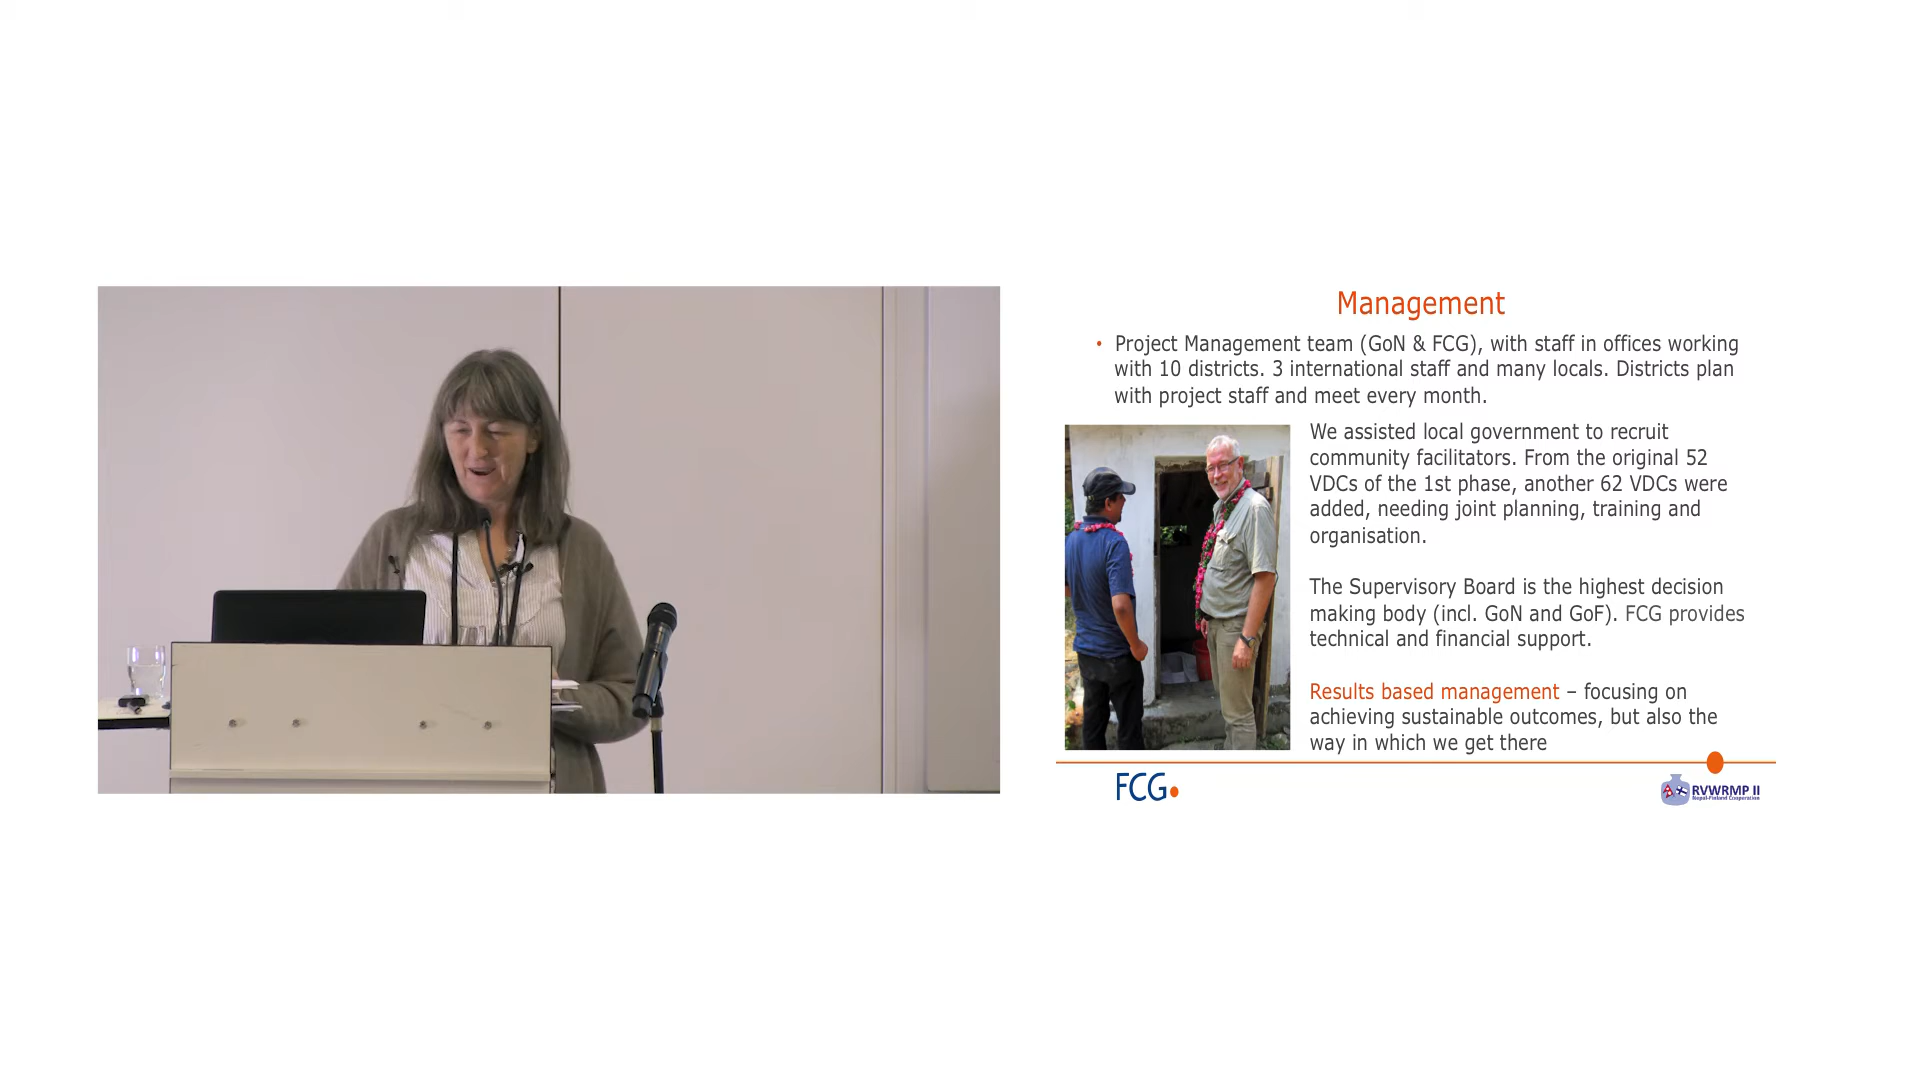 Management
• Project Management team (GoN & FCG), with staff in offices working
with 10 districts. 3 international staff and many locals. Districts plan
with project staff and meet every month.
We assisted local government to recruit
community facilitators. From the original 52
VDCs of the 1st phase, another 62 VDCs were
added, needing joint planning, training and
organisation.
The Supervisory Board is the highest decision
making body (incl. GoN and GoF). FCG provides
technical and financial support.
Results based management – focusing on
achieving sustainable outcomes, but also the
way in which we get there
FCG
RVWRMP II
Nepal-Finland Cooperation